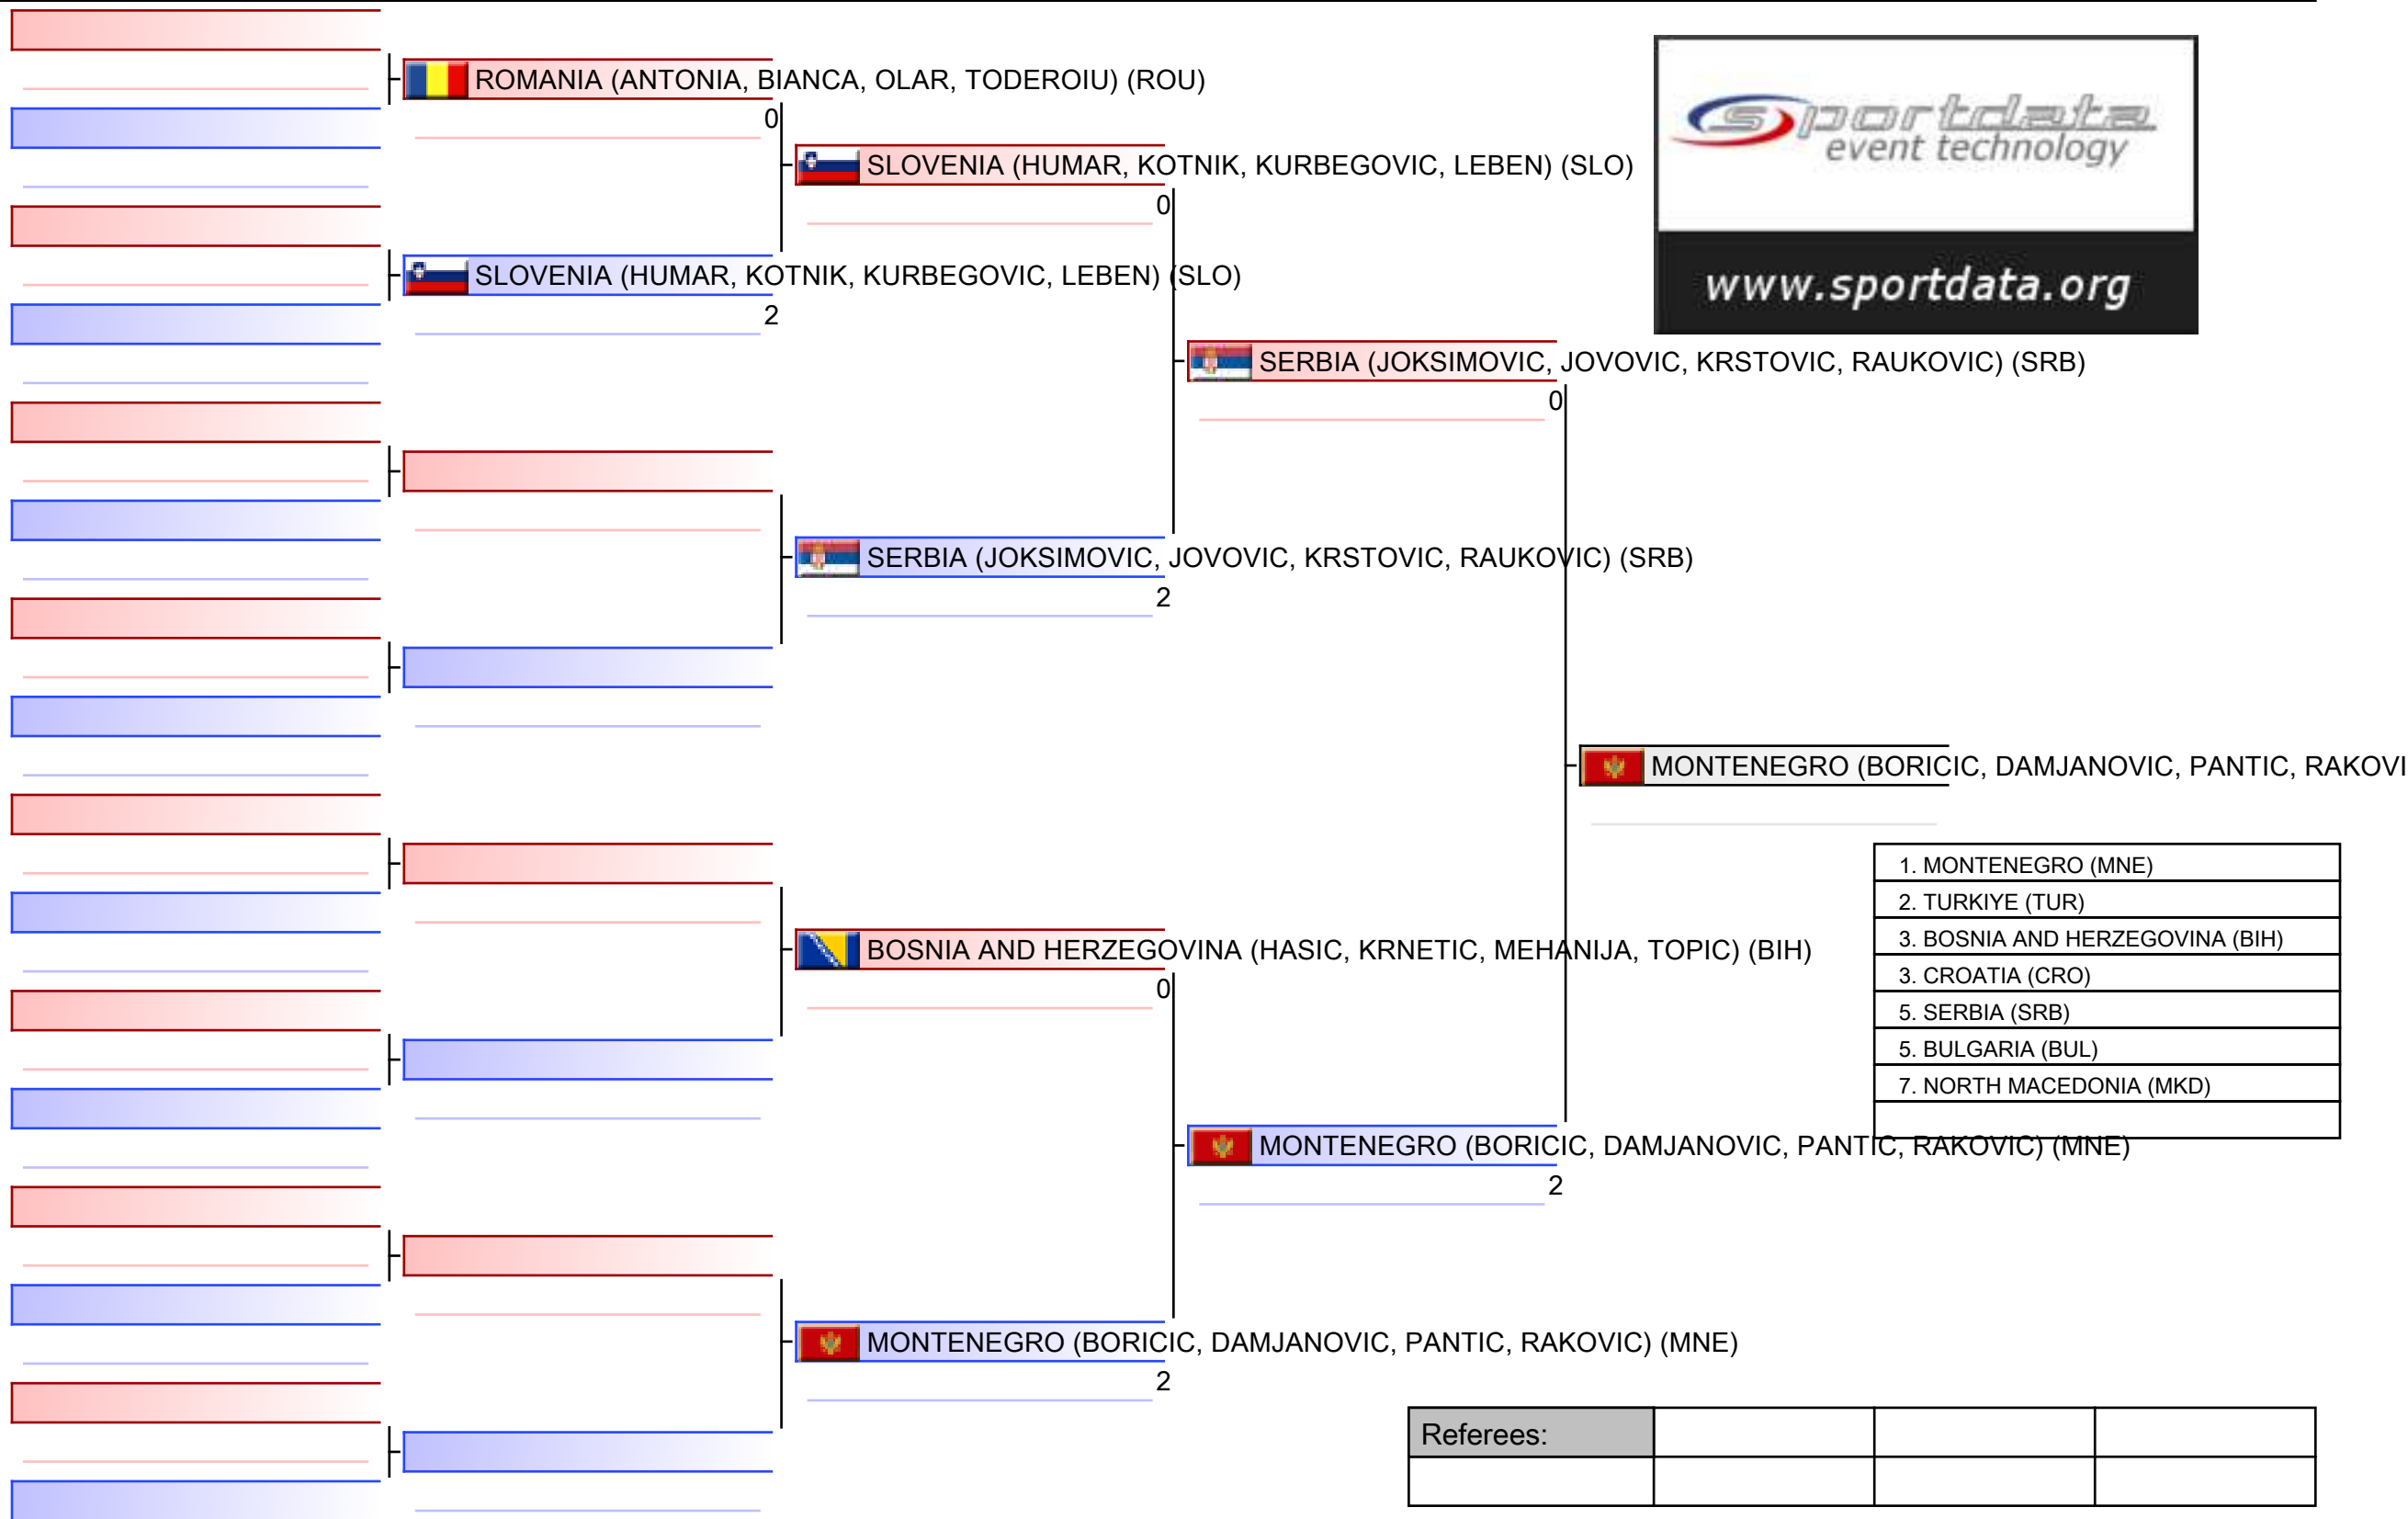 ROMANIA (ANTONIA, BIANCA, OLAR, TODEROIU) (ROU)
0
SLOVENIA (HUMAR, KOTNIK, KURBEGOVIC, LEBEN) (SLO)
0
SLOVENIA (HUMAR, KOTNIK, KURBEGOVIC, LEBEN) (SLO)
2
sportdata
event technology
www.sportdata.org
SERBIA (JOKSIMOVIC, JOVOVIC, KRSTOVIC, RAUKOVIC) (SRB)
0
SERBIA (JOKSIMOVIC, JOVOVIC, KRSTOVIC, RAUKOVIC) (SRB)
2
MONTENEGRO (BORICIC, DAMJANOVIC, PANTIC, RAKOVI
1. MONTENEGRO (MNE)
2. TURKIYE (TUR)
3. BOSNIA AND HERZEGOVINA (BIH)
3. CROATIA (CRO)
5. SERBIA (SRB)
5. BULGARIA (BUL)
7. NORTH MACEDONIA (MKD)
BOSNIA AND HERZEGOVINA (HASIC, KRNETIC, MEHANIJA, TOPIC) (BIH)
0
MONTENEGRO (BORICIC, DAMJANOVIC, PANTIC, RAKOVIC) (MNE)
2
MONTENEGRO (BORICIC, DAMJANOVIC, PANTIC, RAKOVIC) (MNE)
2
Referees: